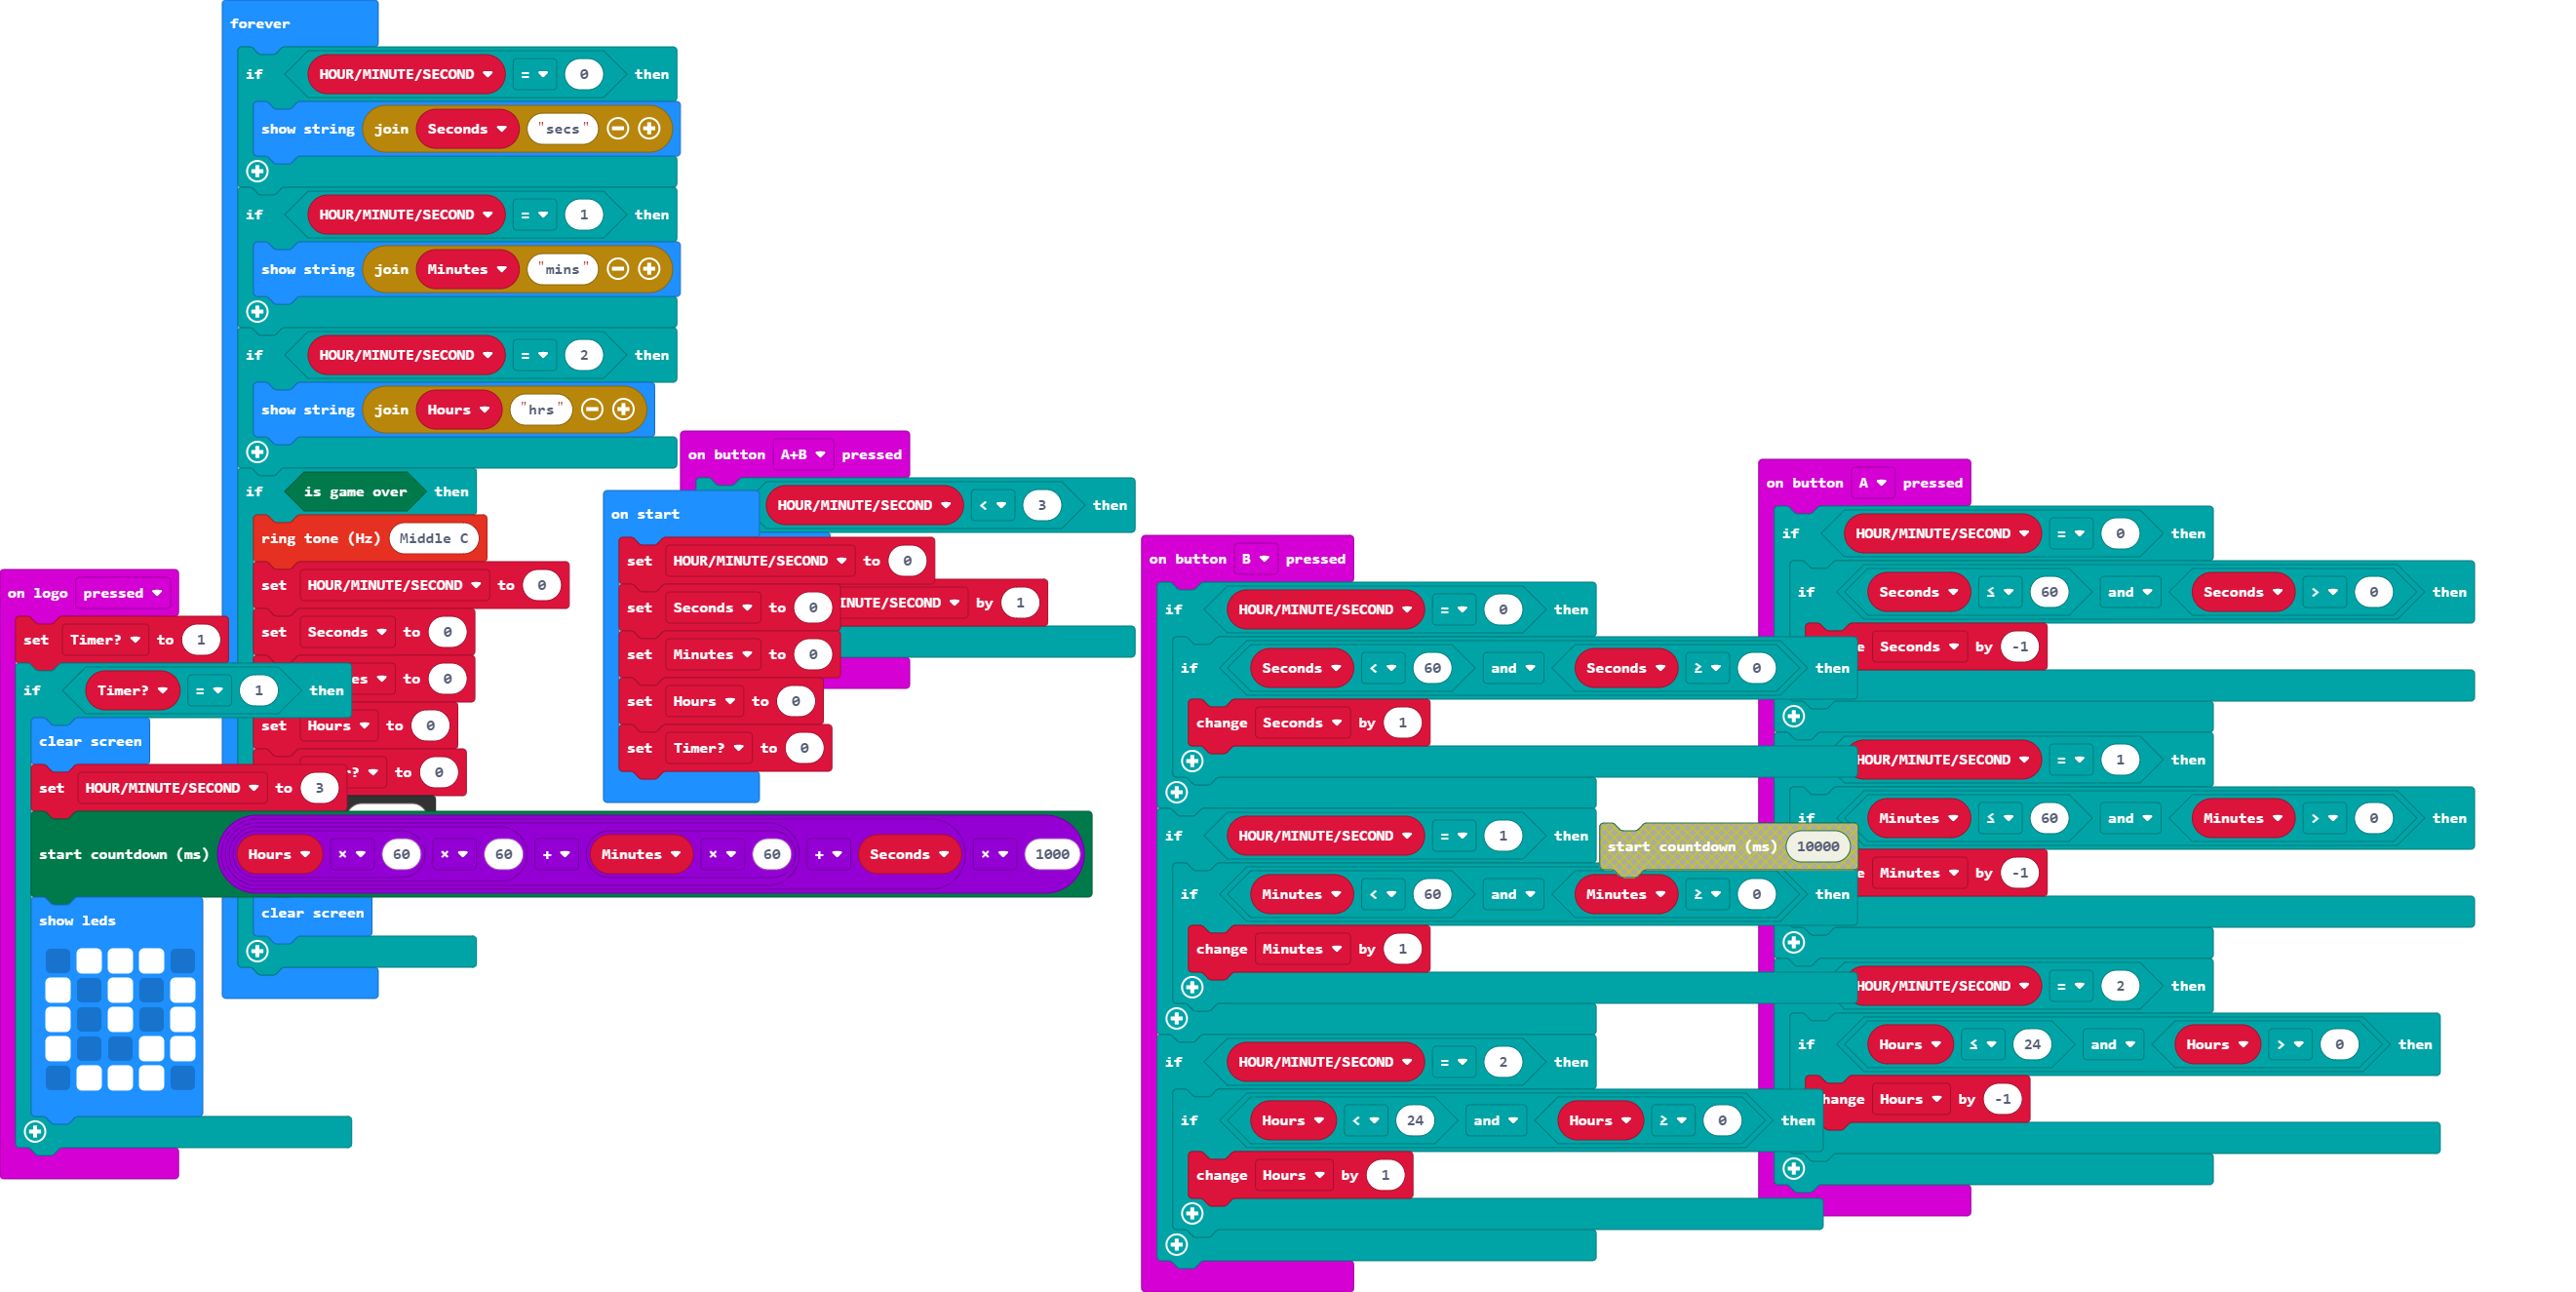 forever
if HOUR/MINUTE/SECOND = 0 then
show string join Seconds "secs"
if HOUR/MINUTE/SECOND = 1 then
show string join Minutes "mins"
if HOUR/MINUTE/SECOND = 2 then
show string join Hours "hrs"
if is game over then
ring tone (Hz) Middle C
set HOUR/MINUTE/SECOND to 0
set Seconds to 0
es to 0
set Hours to 0
r? to 0
clear screen
on logo pressed
set Timer? to 1
if Timer? = 1 then
clear screen
set HOUR/MINUTE/SECOND to 3
start countdown (ms) Hours × 60 × 60 + Minutes × 60 + Seconds × 1000
show leds
on button A+B pressed
HOUR/MINUTE/SECOND < 3 then
INUTE/SECOND by 1
on start
set HOUR/MINUTE/SECOND to 0
set Seconds to 0
set Minutes to 0
set Hours to 0
set Timer? to 0
on button B pressed
if HOUR/MINUTE/SECOND = 0 then
if Seconds < 60 and Seconds ≥ 0 then
change Seconds by 1
if HOUR/MINUTE/SECOND = 1 then
if Minutes < 60 and Minutes ≥ 0 then
change Minutes by 1
if HOUR/MINUTE/SECOND = 2 then
if Hours < 24 and Hours ≥ 0 then
change Hours by 1
start countdown (ms) 10000
on button A pressed
if HOUR/MINUTE/SECOND = 0 then
if Seconds ≤ 60 and Seconds > 0 then
e Seconds by -1
HOUR/MINUTE/SECOND = 1 then
if Minutes ≤ 60 and Minutes > 0 then
e Minutes by -1
HOUR/MINUTE/SECOND = 2 then
if Hours ≤ 24 and Hours > 0 then
hange Hours by -1